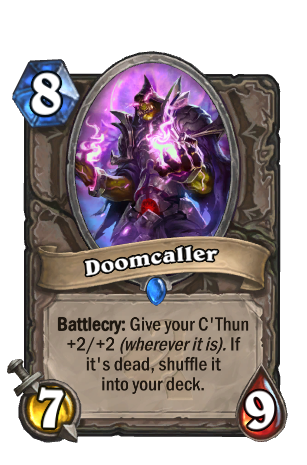 8
Doomcaller
Battlecry: Give your C'Thun
+2/+2 (wherever it is). If
it's dead, shuffle it
into your deck.
7
9